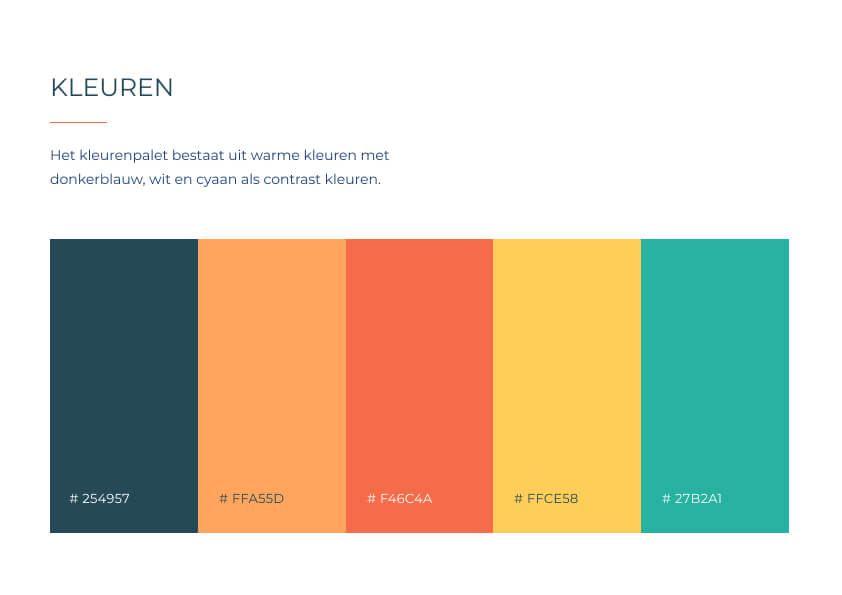 KLEUREN
Het kleurenpalet bestaat uit warme kleuren met
donkerblauw, wit en cyaan als contrast kleuren.
# 254957
# FFA55D
# F46C4A
# FFCE58
# 27B2A1